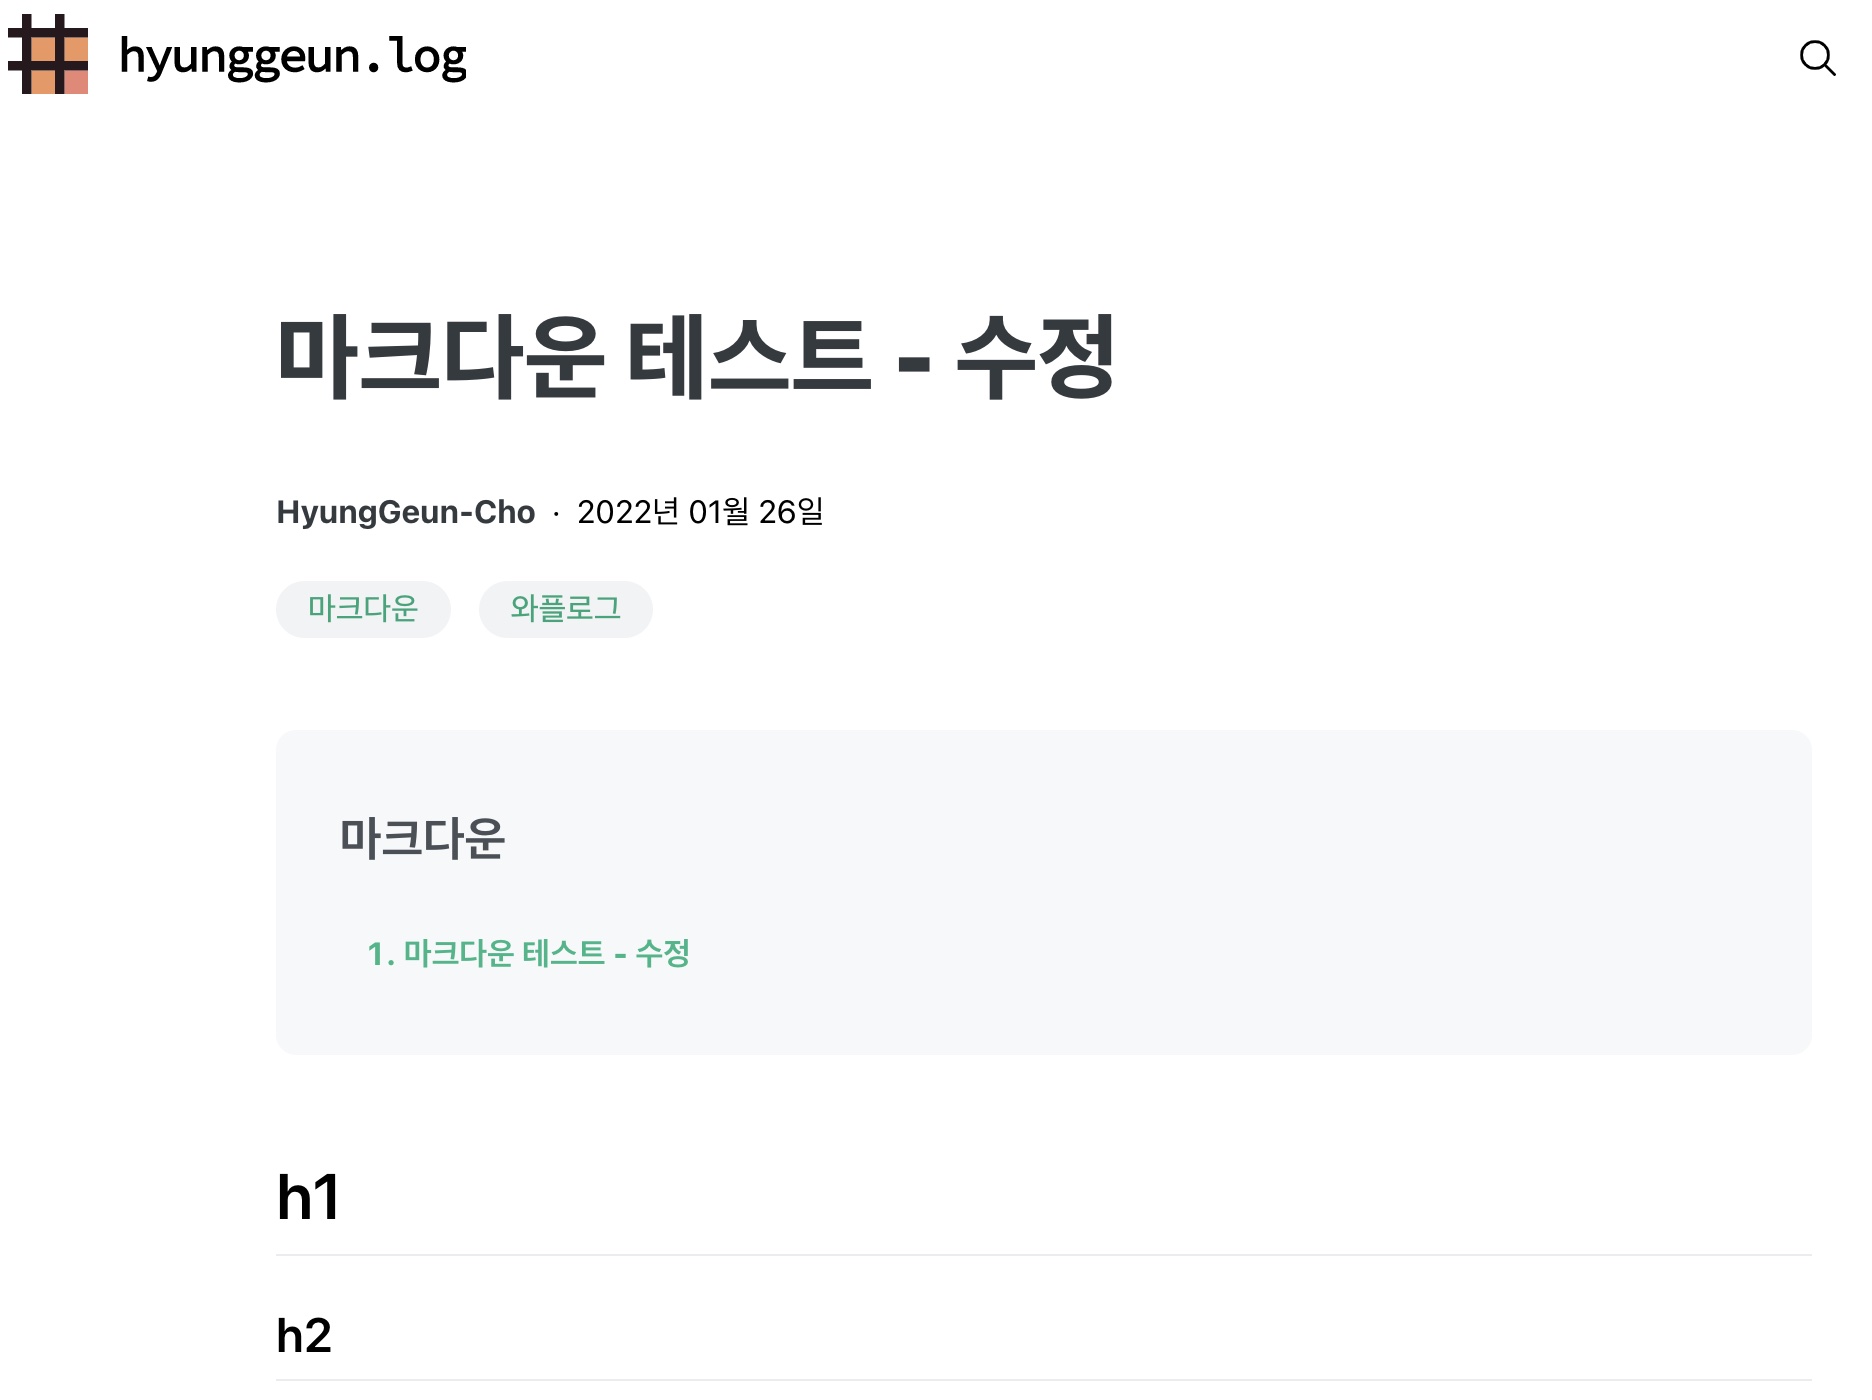 hyunggeun.log
마크다운 테스트 - 수정
HyungGeun-Cho · 2022년 01월 26일
마크다운 와플로그
마크다운
1. 마크다운 테스트 - 수정
h1
h2